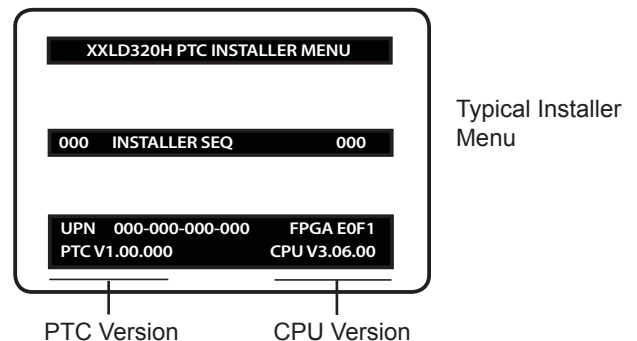 XXLD320H PTC INSTALLER MENU
Typical Installer
Menu
000 INSTALLER SEQ 000
UPN 000-000-000-000 FPGA E0F1
PTC V1.00.000 CPU V3.06.00
PTC Version CPU Version